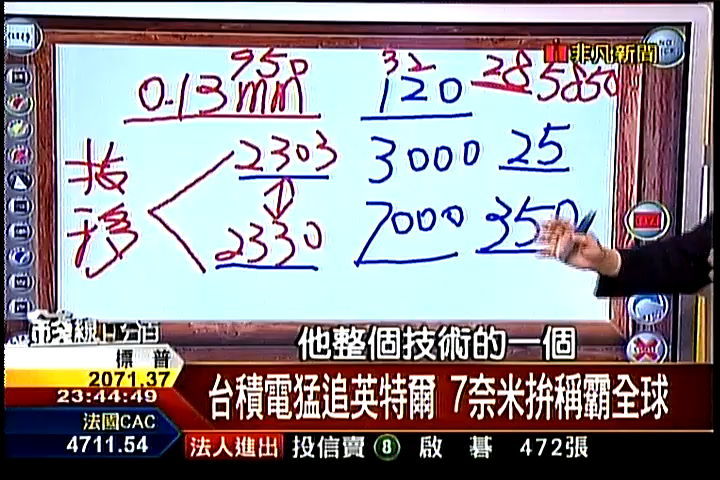 非凡新聞
950 32
0.13mm 120 285850
技移 2303 3000 25
2330 7000 350
他整個技術的一個
標普
2071.37
台積電猛追英特爾 7奈米拚稱霸全球
23:44:49
法國CAC
4711.54
法人進出 投信賣 8 啟碁 472張